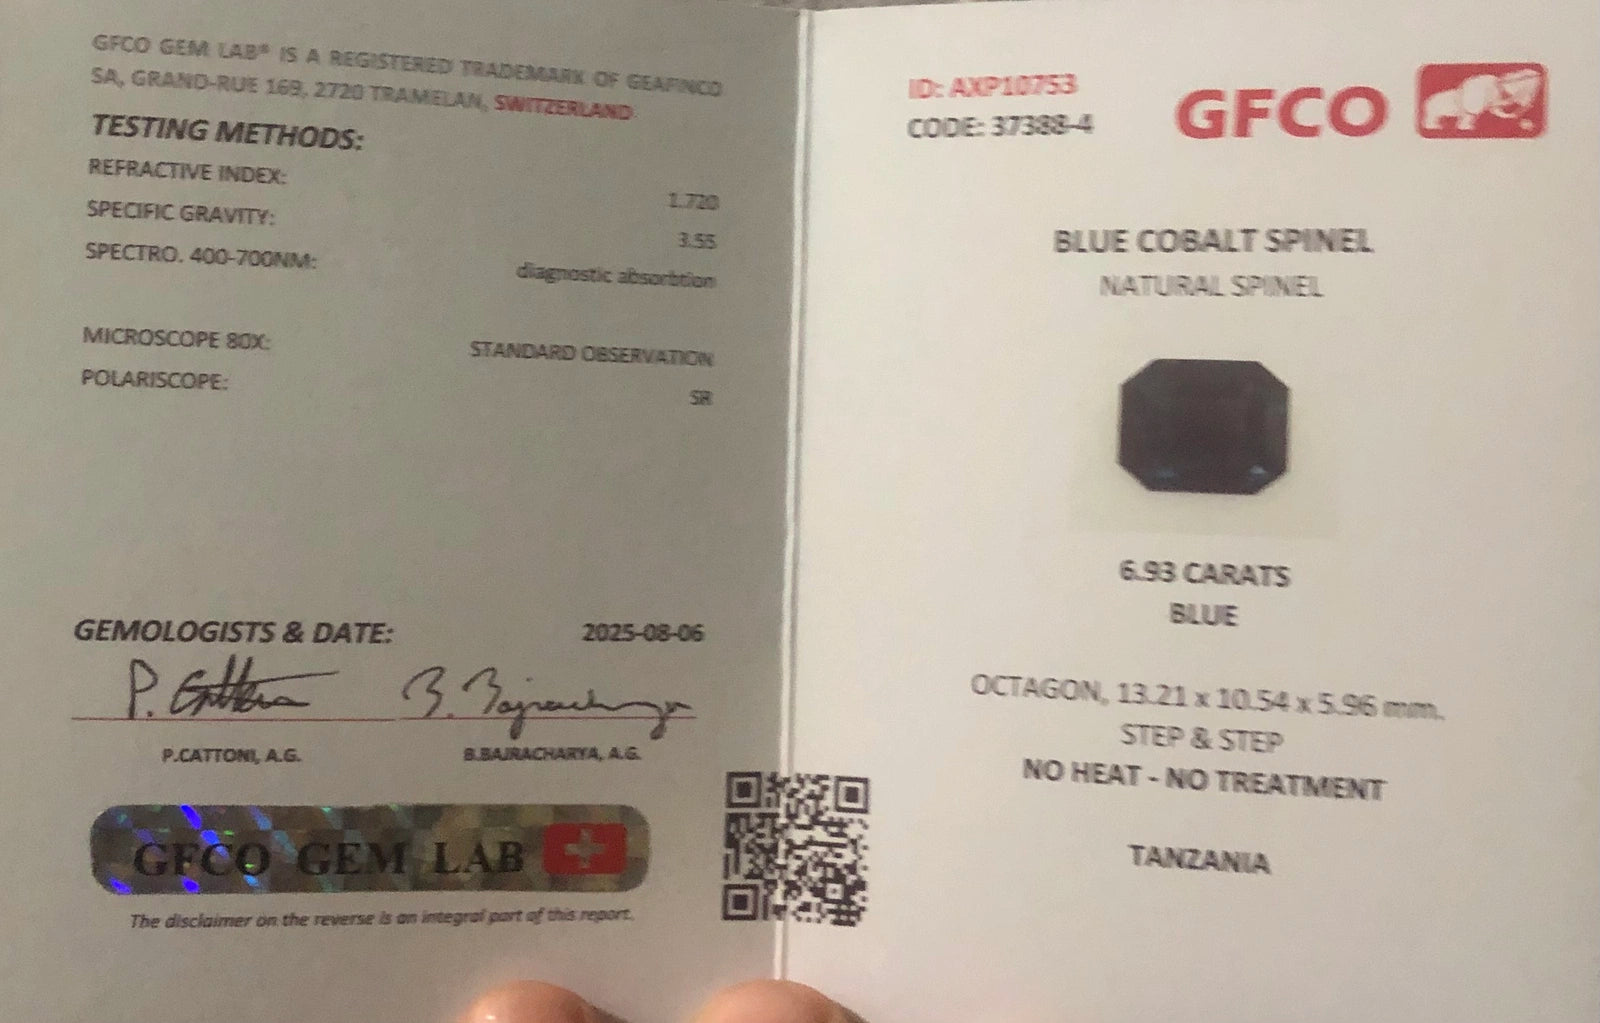 GFCO GEM LAB® IS A REGISTERED TRADEMARK OF GEAFINCO
SA, GRAND-RUE 169, 2720 TRAMELAN, SWITZERLAND
TESTING METHODS:
REFRACTIVE INDEX: 1.720
SPECIFIC GRAVITY: 3.55
SPECTRO. 400-700NM: diagnostic absorbtion
MICROSCOPE 80X: STANDARD OBSERVATION
POLARISCOPE: SR
GEMOLOGISTS & DATE: 2025-08-06
P. Cattoni B. Bajracharya
P.CATTONI, A.G. B.BAJRACHARYA, A.G.
GFCO GEM LAB
The disclaimer on the reverse is an integral part of this report.
ID: AXP10753
CODE: 37388-4
GFCO
BLUE COBALT SPINEL
NATURAL SPINEL
6.93 CARATS
BLUE
OCTAGON, 13.21 x 10.54 x 5.96 mm.
STEP & STEP
NO HEAT - NO TREATMENT
TANZANIA